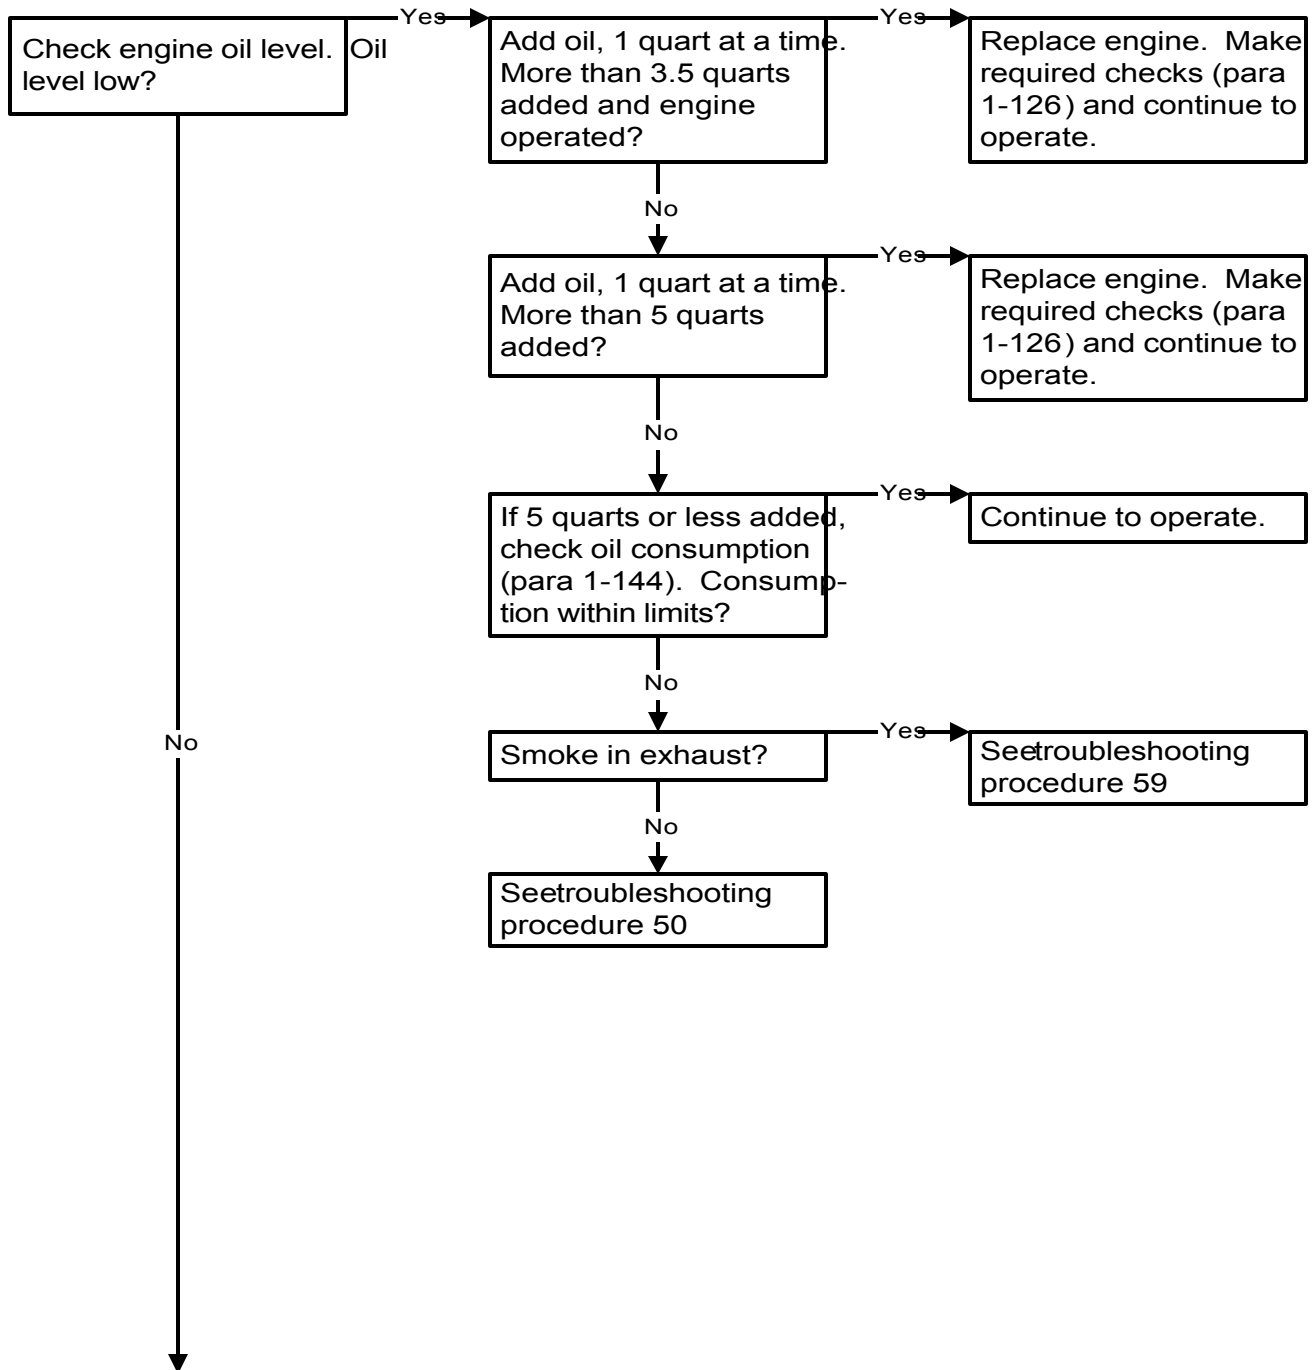 Check engine oil level.  Oil
level low?
Yes
Add oil, 1 quart at a time.
More than 3.5 quarts
added and engine
operated?
Yes
Replace engine.  Make
required checks (para
1-126) and continue to
operate.
No
Add oil, 1 quart at a time.
More than 5 quarts
added?
Yes
Replace engine.  Make
required checks (para
1-126) and continue to
operate.
No
If 5 quarts or less added,
check oil consumption
(para 1-144).  Consump-
tion within limits?
Yes
Continue to operate.
No
Smoke in exhaust?
Yes
Seetroubleshooting
procedure 59
No
Seetroubleshooting
procedure 50
No